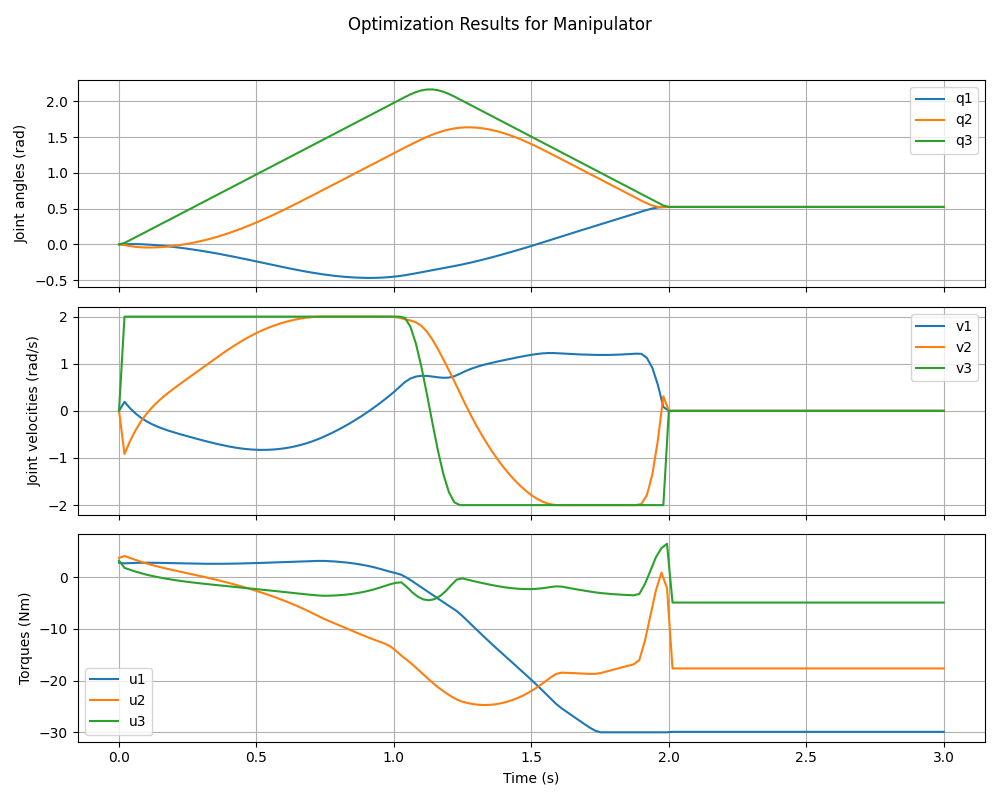 Optimization Results for Manipulator
Joint angles (rad)
2.0
1.5
1.0
0.5
0.0
−0.5
q1
q2
q3
Joint velocities (rad/s)
2
1
0
−1
−2
v1
v2
v3
Torques (Nm)
0
−10
−20
−30
u1
u2
u3
0.0 0.5 1.0 1.5 2.0 2.5 3.0
Time (s)